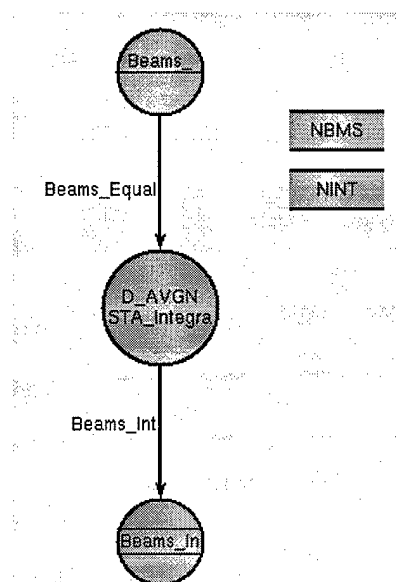 Beams_
NBMS
NINT
Beams_Equal
D_AVGN
STA_Integra
Beams_Int
Beams_In